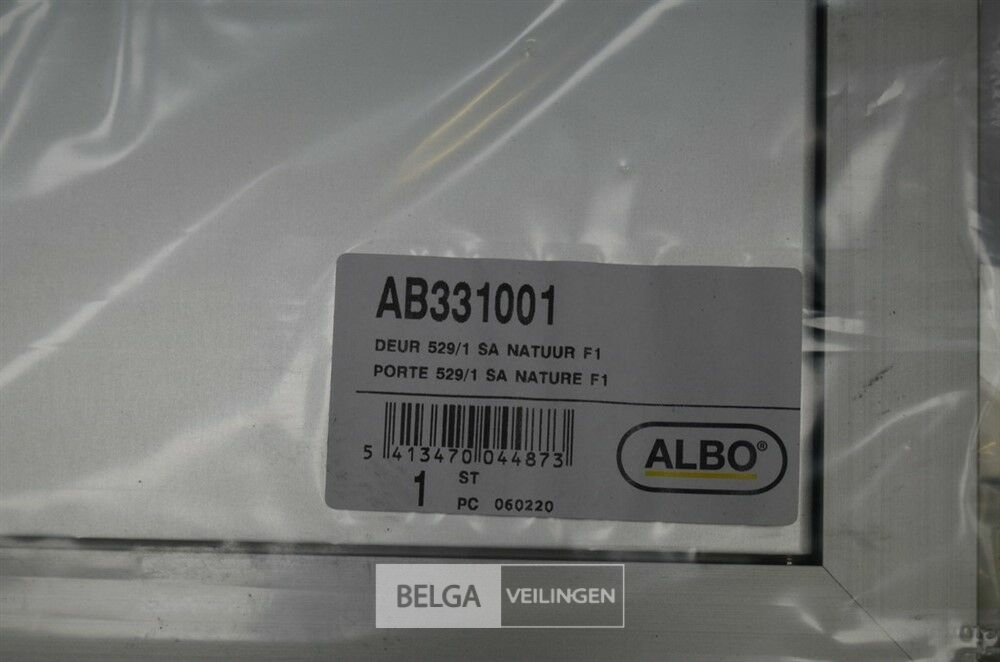 AB331001
DEUR 529/1 SA NATUUR F1
PORTE 529/1 SA NATURE F1
5 413470 044873
ALBO®
1 ST
PC 060220
BELGA VEILINGEN